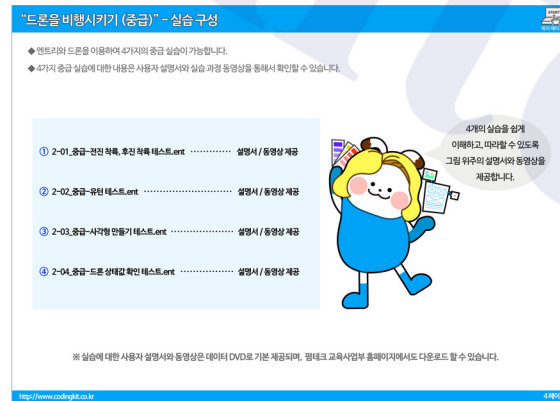 "드론을 비행시키기 (중급)" - 실습 구성
START
◆ 엔트리와 드론을 이용하여 4가지의 중급 실습이 가능합니다.
◆ 4가지 중급 실습에 대한 내용은 사용자 설명서와 실습 과정 동영상을 통해서 확인할 수 있습니다.
4개의 실습을 쉽게
이해하고, 따라할 수 있도록
그림 위주의 설명서와 동영상을
제공합니다.
① 2-01_중급-전진 착륙, 후진 착륙 테스트.ent ·············· 설명서 / 동영상 제공
② 2-02_중급-유턴 테스트.ent ······························ 설명서 / 동영상 제공
③ 2-03_중급-사각형 만들기 테스트.ent ····················· 설명서 / 동영상 제공
④ 2-04_중급-드론 상태값 확인 테스트.ent ·················· 설명서 / 동영상 제공
※ 실습에 대한 사용자 설명서와 동영상은 데이터 DVD로 기본 제공되며, 펌테크 교육사업부 홈페이지에서도 다운로드 할 수 있습니다.
http://www.codingkit.co.kr
4 페이